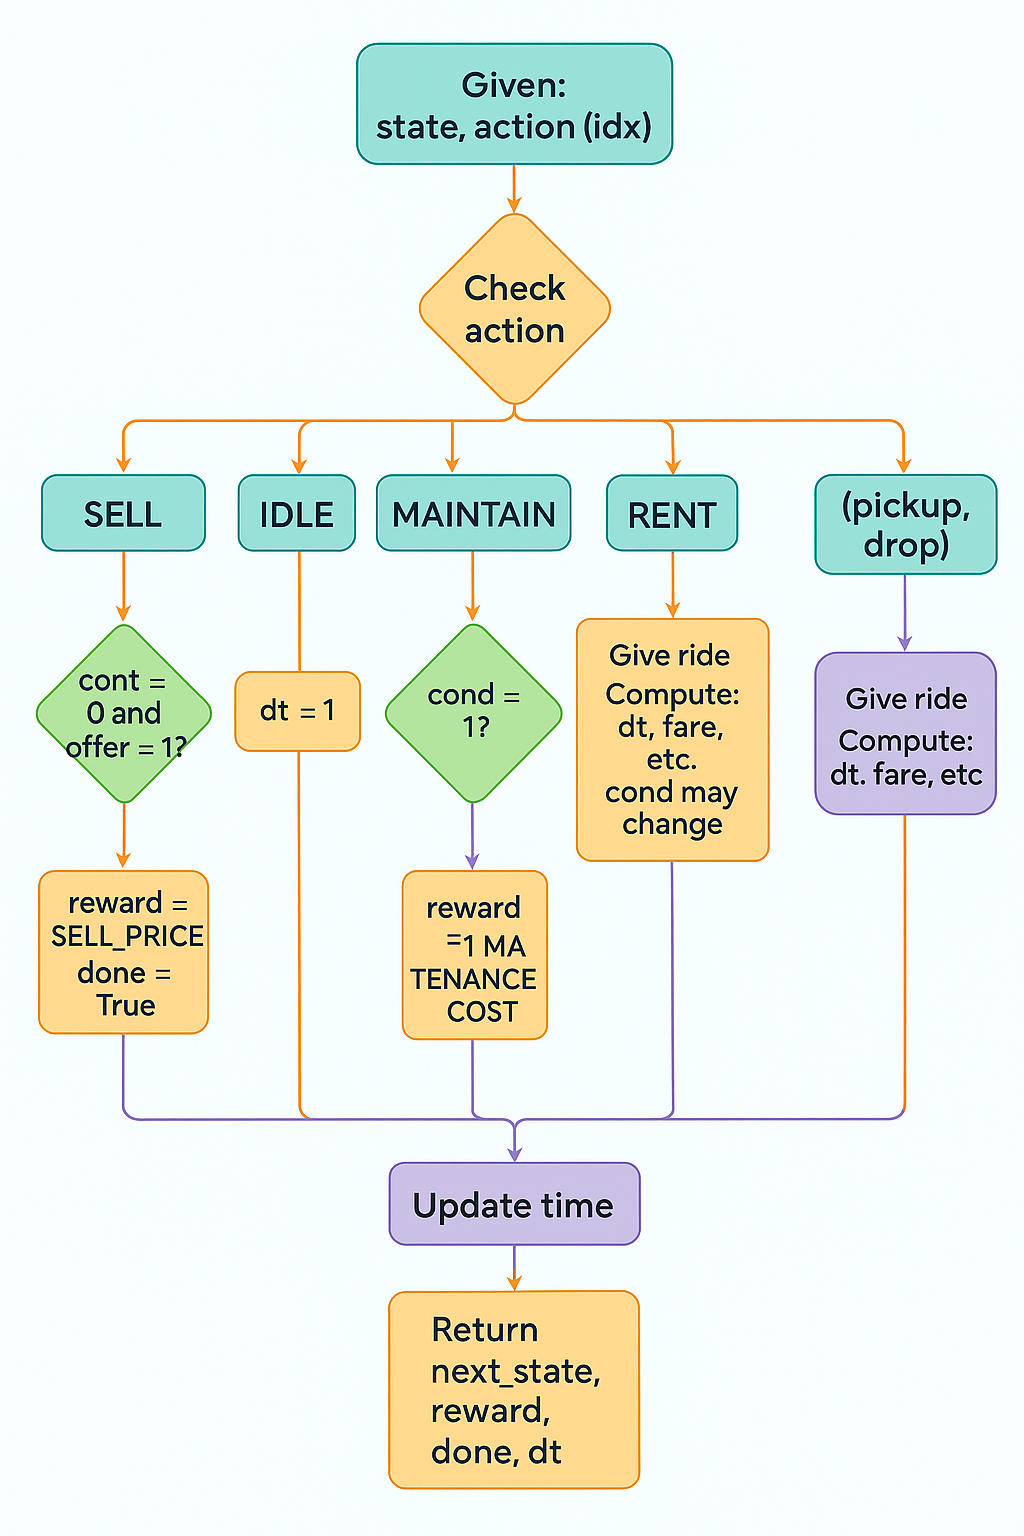 Given:
state, action (idx)
Check
action
SELL
IDLE
MAINTAIN
RENT
(pickup,
drop)
cont =
0 and
offer = 1?
dt = 1
cond =
1?
Give ride
Compute:
dt, fare,
etc.
cond may
change
Give ride
Compute:
dt. fare, etc
reward =
SELL_PRICE
done =
True
reward
=1 MA
TENANCE
COST
Update time
Return
next_state,
reward,
done, dt